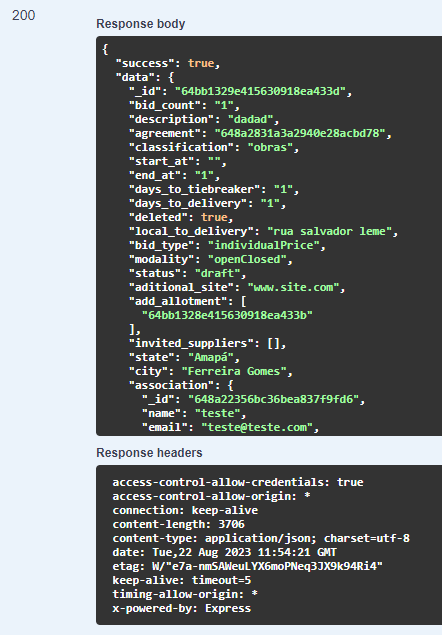 200
Response body
{
"success": true,
"data": {
"_id": "64bb1329e415630918ea433d",
"bid_count": "1",
"description": "dadad",
"agreement": "648a2831a3a2940e28acbd78",
"classification": "obras",
"start_at": "",
"end_at": "1",
"days_to_tiebreaker": "1",
"days_to_delivery": "1",
"deleted": true,
"local_to_delivery": "rua salvador leme",
"bid_type": "individualPrice",
"modality": "openClosed",
"status": "draft",
"aditional_site": "www.site.com",
"add_allotment": [
"64bb1328e415630918ea433b"
],
"invited_suppliers": [],
"state": "Amapá",
"city": "Ferreira Gomes",
"association": {
"_id": "648a22356bc36bea837f9fd6",
"name": "teste",
"email": "teste@teste.com",
Response headers
access-control-allow-credentials: true
access-control-allow-origin: *
connection: keep-alive
content-length: 3706
content-type: application/json; charset=utf-8
date: Tue,22 Aug 2023 11:54:21 GMT
etag: W/"e7a-nmSAWeuLYX6moPNeq3JX9k94Ri4"
keep-alive: timeout=5
timing-allow-origin: *
x-powered-by: Express